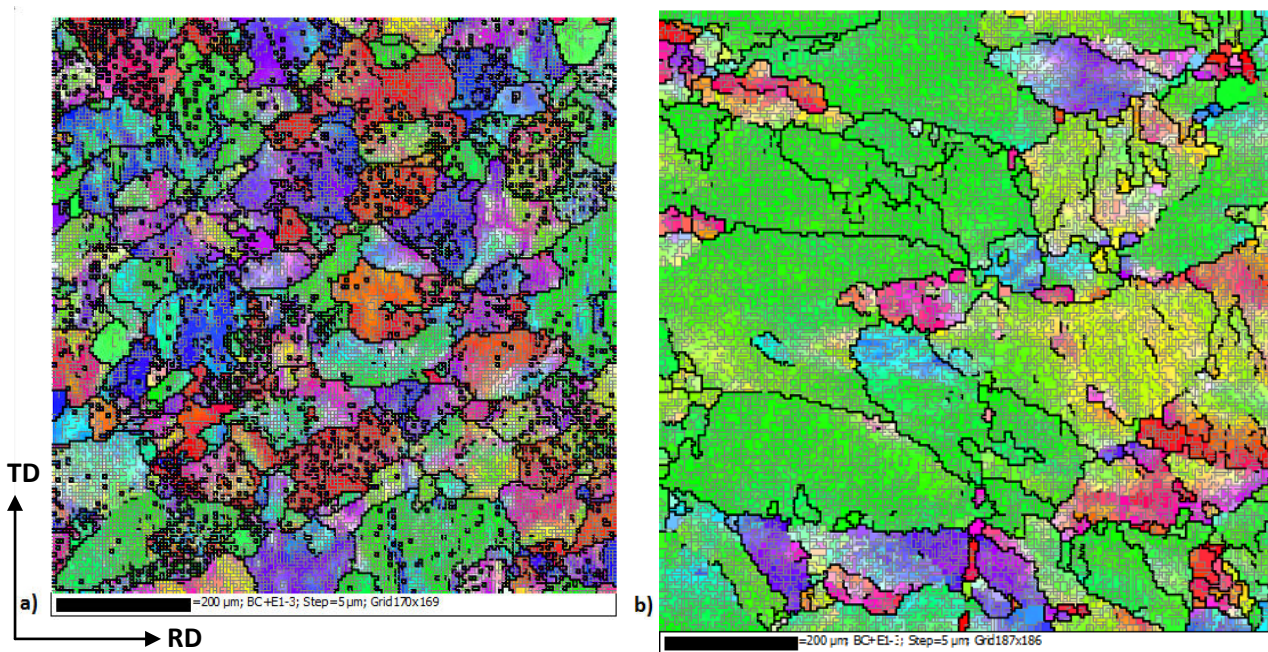 TD
a)
=200 µm; BC+E1-3; Step=5 µm; Grid170x169
RD
b)
=200 µm; BC+E1-3; Step=5 µm; Grid187x186